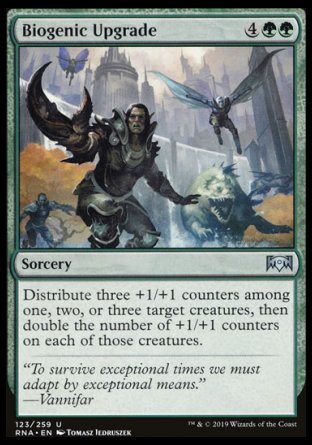 Biogenic Upgrade 4
Sorcery
Distribute three +1/+1 counters among
one, two, or three target creatures, then
double the number of +1/+1 counters
on each of those creatures.
“To survive exceptional times we must
adapt by exceptional means.”
—Vannifar
123/259 U
RNA • EN Tomasz Jedruszek
™ & © 2019 Wizards of the Coast